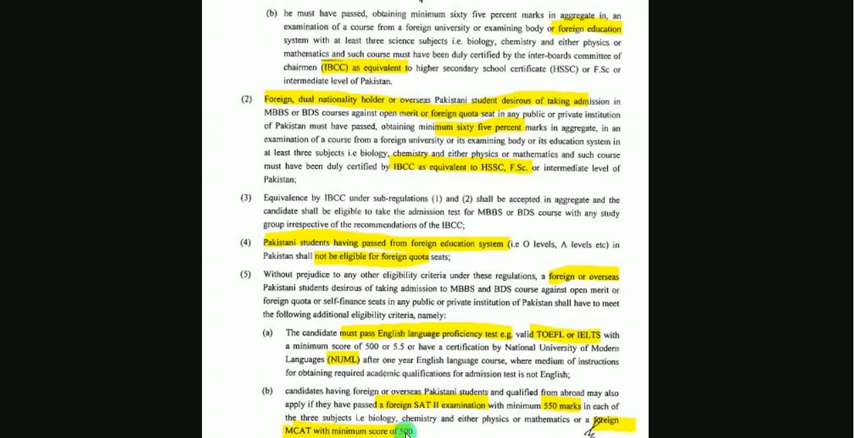 (b) he must have passed, obtaining minimum sixty five percent marks in aggregate in, an
examination of a course from a foreign university or examining body or foreign education
system with at least three science subjects i.e. biology, chemistry and either physics or
mathematics and such course must have been duly certified by the inter-boards committee of
chairmen (IBCC) as equivalent to higher secondary school certificate (HSSC) or F.Sc or
intermediate level of Pakistan.
(2) Foreign, dual nationality holder or overseas Pakistani student desirous of taking admission in
MBBS or BDS courses against open merit or foreign quota seat in any public or private institution
of Pakistan must have passed, obtaining minimum sixty five percent marks in aggregate, in an
examination of a course from a foreign university or its examining body or its education system in
at least three subjects i.e biology, chemistry and either physics or mathematics and such course
must have been duly certified by IBCC as equivalent to HSSC, F.Sc. or intermediate level of
Pakistan;
(3) Equivalence by IBCC under sub-regulations (1) and (2) shall be accepted in aggregate and the
candidate shall be eligible to take the admission test for MBBS or BDS course with any study
group irrespective of the recommendations of the IBCC;
(4) Pakistani students having passed from foreign education system (i.e O levels, A levels etc) in
Pakistan shall not be eligible for foreign quota seats;
(5) Without prejudice to any other eligibility criteria under these regulations, a foreign or overseas
Pakistani students desirous of taking admission to MBBS and BDS course against open merit or
foreign quota or self-finance seats in any public or private institution of Pakistan shall have to meet
the following additional eligibility criteria, namely:
(a) The candidate must pass English language proficiency test e.g. valid TOEFL or IELTS with
a minimum score of 500 or 5.5 or have a certification by National University of Modern
Languages (NUML) after one year English language course, where medium of instructions
for obtaining required academic qualifications for admission test is not English;
(b) candidates having foreign or overseas Pakistani students and qualified from abroad may also
apply if they have passed a foreign SAT II examination with minimum 550 marks in each of
the three subjects i.e biology, chemistry and either physics or mathematics or a foreign
MCAT with minimum score of